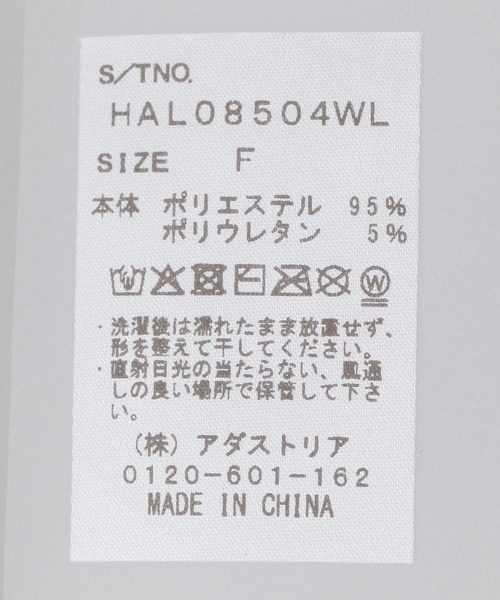 S/TNO.
HAL08504WL
SIZE F
本体 ポリエステル 95%
ポリウレタン 5%
W
・洗濯後は濡れたまま放置せず、
形を整えて干してください。
・直射日光の当たらない、風通
しの良い場所で保管して下さ
い。
(株) アダストリア
0120-601-162
MADE IN CHINA